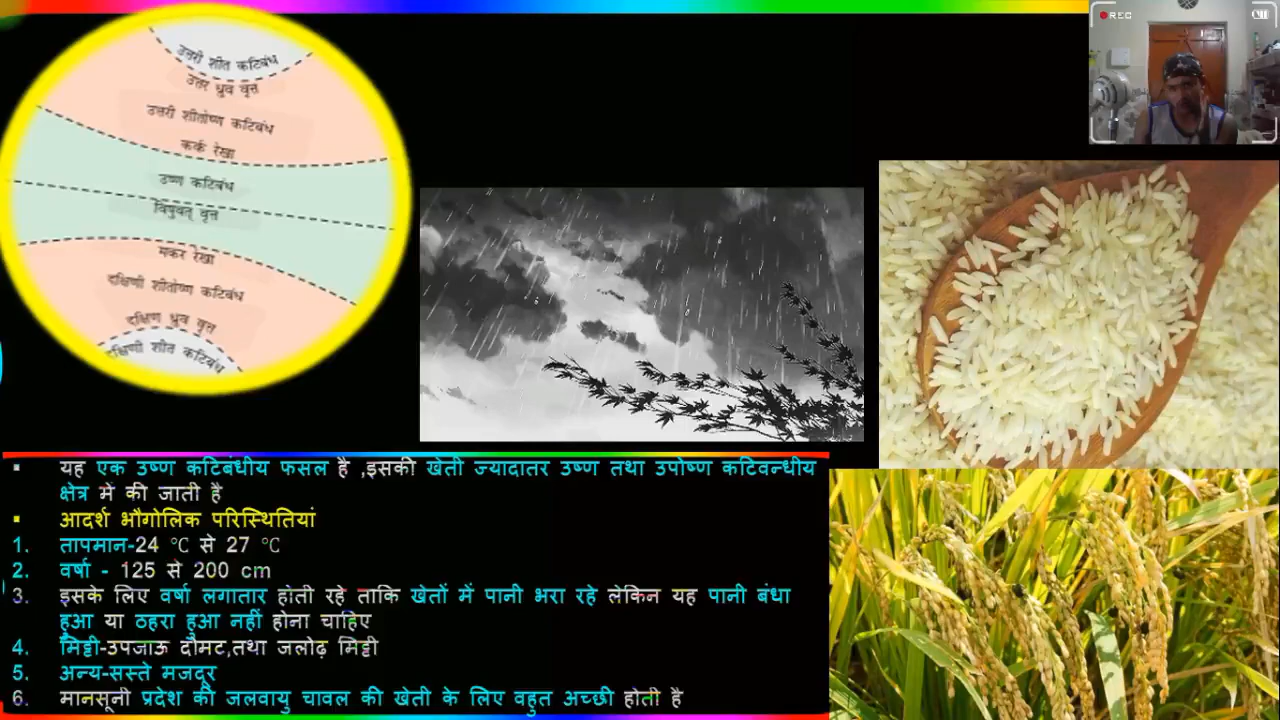 उत्तरी शीत कटिबंध
उत्तर ध्रुव वृत्त
उत्तरी शीतोष्ण कटिबंध
कर्क रेखा
उष्ण कटिबंध
विषुवत् वृत्त
मकर रेखा
दक्षिणी शीतोष्ण कटिबंध
दक्षिण ध्रुव वृत्त
दक्षिणी शीत कटिबंध
REC
▪ यह एक उष्ण कटिबंधीय फसल है ,इसकी खेती ज्यादातर उष्ण तथा उपोष्ण कटिवन्धीय
क्षेत्र में की जाती है
▪ आदर्श भौगोलिक परिस्थितियां
1. तापमान-24 ℃ से 27 ℃
2. वर्षा - 125 से 200 cm
3. इसके लिए वर्षा लगातार होती रहे ताकि खेतों में पानी भरा रहे लेकिन यह पानी बंधा
हुआ या ठहरा हुआ नहीं होना चाहिए
4. मिट्टी-उपजाऊ दोमट,तथा जलोढ़ मिट्टी
5. अन्य-सस्ते मजदूर
6. मानसूनी प्रदेश की जलवायु चावल की खेती के लिए वहुत अच्छी होती है